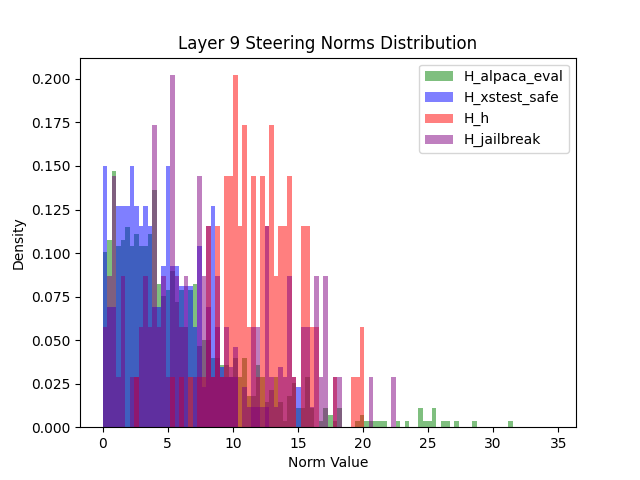 Layer 9 Steering Norms Distribution
H_alpaca_eval
H_xstest_safe
H_h
H_jailbreak
0.200
0.175
0.150
0.125
0.100
0.075
0.050
0.025
0.000
Density
0 5 10 15 20 25 30 35
Norm Value